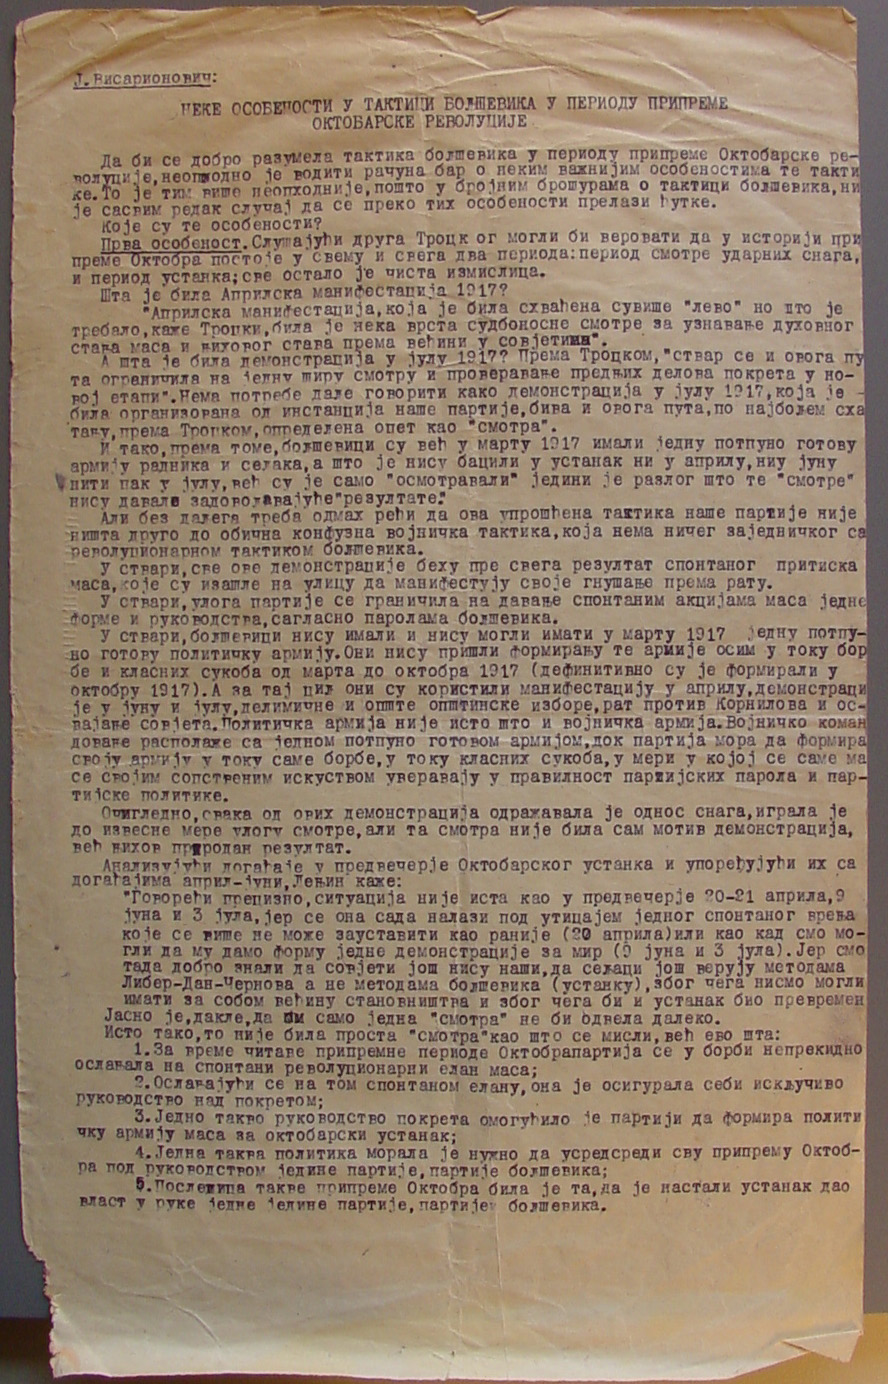 Ј. Висарионович:
НЕКЕ ОСОБЕНОСТИ У ТАКТИЦИ БОЉШЕВИКА У ПЕРИОДУ ПРИПРЕМЕ
ОКТОБАРСКЕ РЕВОЛУЦИЈЕ
Да би се добро разумела тактика бољшевика у периоду припреме Октобарске ре-
волуције,неопходно је водити рачуна бар о неким важнијим особеностима те такти
ке.То је тим више неопходније,пошто у бројним брошурама о тактици бољшевика,ни
је сасвим редак случај да се преко тих особености прелази ћутке.
Које су те особености?
Прва особеност.Слушајући друга Троцк ог могли би веровати да у историји при
преме Октобра постоје у свему и свега два периода:период смотре ударних снага,
и период устанка;све остало је чиста измислица.
Шта је била Априлска манифестација 1917?
"Априлска манифестација,која је била схваћена сувише "лево" но што је
требало,каже Троцки,била је нека врста судбоносне смотре за узнавање духовног
става маса и њиховог става према већини у совјетима".
А шта је била демонстрација у јулу 1917? Према Троцком,"ствар се и овога пу
та ограничила на једну ширу смотру и проверавање предњих делова покрета у но-
вој етапи".Нема потребе даље говорити како демонстрација у јулу 1917,која је -
била организована од инстанција наше партије,бива и овога пута,по најбољем сха
тању,према Троцком,определена опет као "смотра".
И тако,према томе,бољшевици су већ у марту 1917 имали једну потпуно готову
армију радника и сељака,а што је нису бацили у устанак ни у априлу,ниу јуну
нити пак у јулу,већ су је само "осмотравали" једини је разлог што те "смотре"
нису давале задовољавајуће"резултате".
Али без даљега треба одмах рећи да ова упрошћена тактика наше партије није
ништа друго до обична конфузна војничка тактика,која нема ничег заједничког са
револуционарном тактиком бољшевика.
У ствари,све ове демонстрације беху пре свега резултат спонтаног притиска
маса,које су изашле на улицу да манифестују своје гнушање према рату.
У ствари,улога партије се граничила на давање спонтаним акцијама маса једне
форме и руководства,сагласно паролама бољшевика.
У ствари,бољшевици нису имали и нису могли имати у марту 1917 једну потпу-
но готову политичку армију.Они нису пришли формирању те армије осим у току бор
бе и класних сукоба од марта до октобра 1917 (дефинитивно су је формирали у
октобру 1917).А за тај циљ они су користили манифестацију у априлу,демонстраци
је у јуну и јулу,делимичне и опште општинске изборе,рат против Корнилова и ос-
вајање совјета.Политичка армија није исто што и војничка армија.Војничко коман
довање располаже са једном потпуно готовом армијом,док партија мора да формира
своју армију у току саме борбе,у току класних сукоба,у мери у којој се саме ма
се својим сопственим искуством уверавају у правилност партијских парола и пар-
тијске политике.
Очигледно,свака од ових демонстрација одражавала је однос снага,играла је
до извесне мере улогу смотре,али та смотра није била сам мотив демонстрација,
већ њихов природан резултат.
Анализујући догађаје у предвечерје Октобарског устанка и упоређујући их са
догађајима април-јуни,Лењин каже:
"Говорећи прецизно,ситуација није иста као у предвечерје 20-21 априла,9
јуна и 3 јула,јер се она сада налази под утицајем једног спонтаног врења
које се више не може зауставити као раније (20 априла)или као кад смо мо-
гли да му дамо форму једне демонстрације за мир (9 јуна и 3 јула).Јер смо
тада добро знали да совјети још нису наши,да сељаци још верују методама
Либер-Дан-Чернова а не методама бољшевика (устанку),због чега нисмо могли
имати за собом већину становништва и због чега би и устанак био превремен
Јасно је,дакле,да им само једна "смотра" не би одвела далеко.
Исто тако,то није била проста "смотра"као што се мисли,већ ево шта:
1.За време читаве припремне периоде Октобрапартија се у борби непрекидно
ослањала на спонтани револуционарни елан маса;
2.Ослањајући се на том спонтаном елану,она је осигурала себи искључиво
руководство над покретом;
3.Једно такво руководство покрета омогућило је партији да формира полити
чку армију маса за октобарски устанак;
4.Једна таква политика морала је нужно да усредсреди сву припрему Октоб-
ра под руководством једине партије,партије бољшевика;
5.Последица такве припреме Октобра била је та,да је настали устанак дао
власт у руке једне једине партије,партије бољшевика.